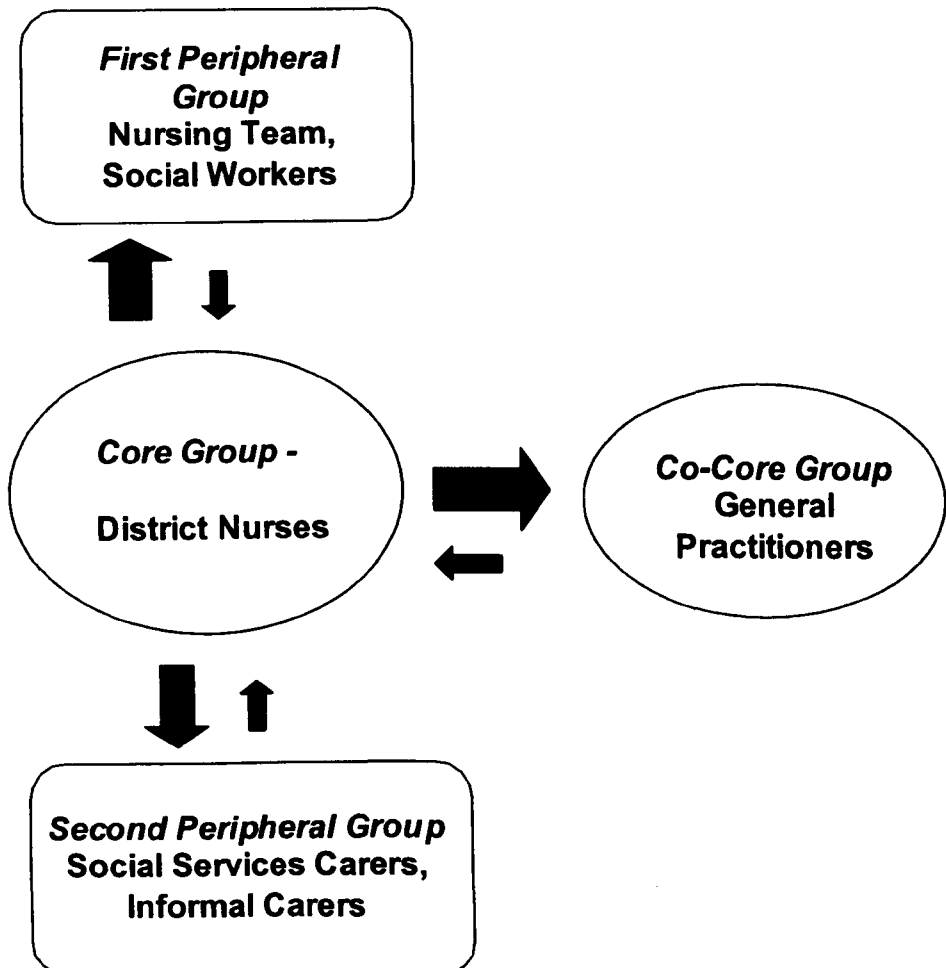 First Peripheral
Group
Nursing Team,
Social Workers
Core Group -
District Nurses
Co-Core Group
General
Practitioners
Second Peripheral Group
Social Services Carers,
Informal Carers